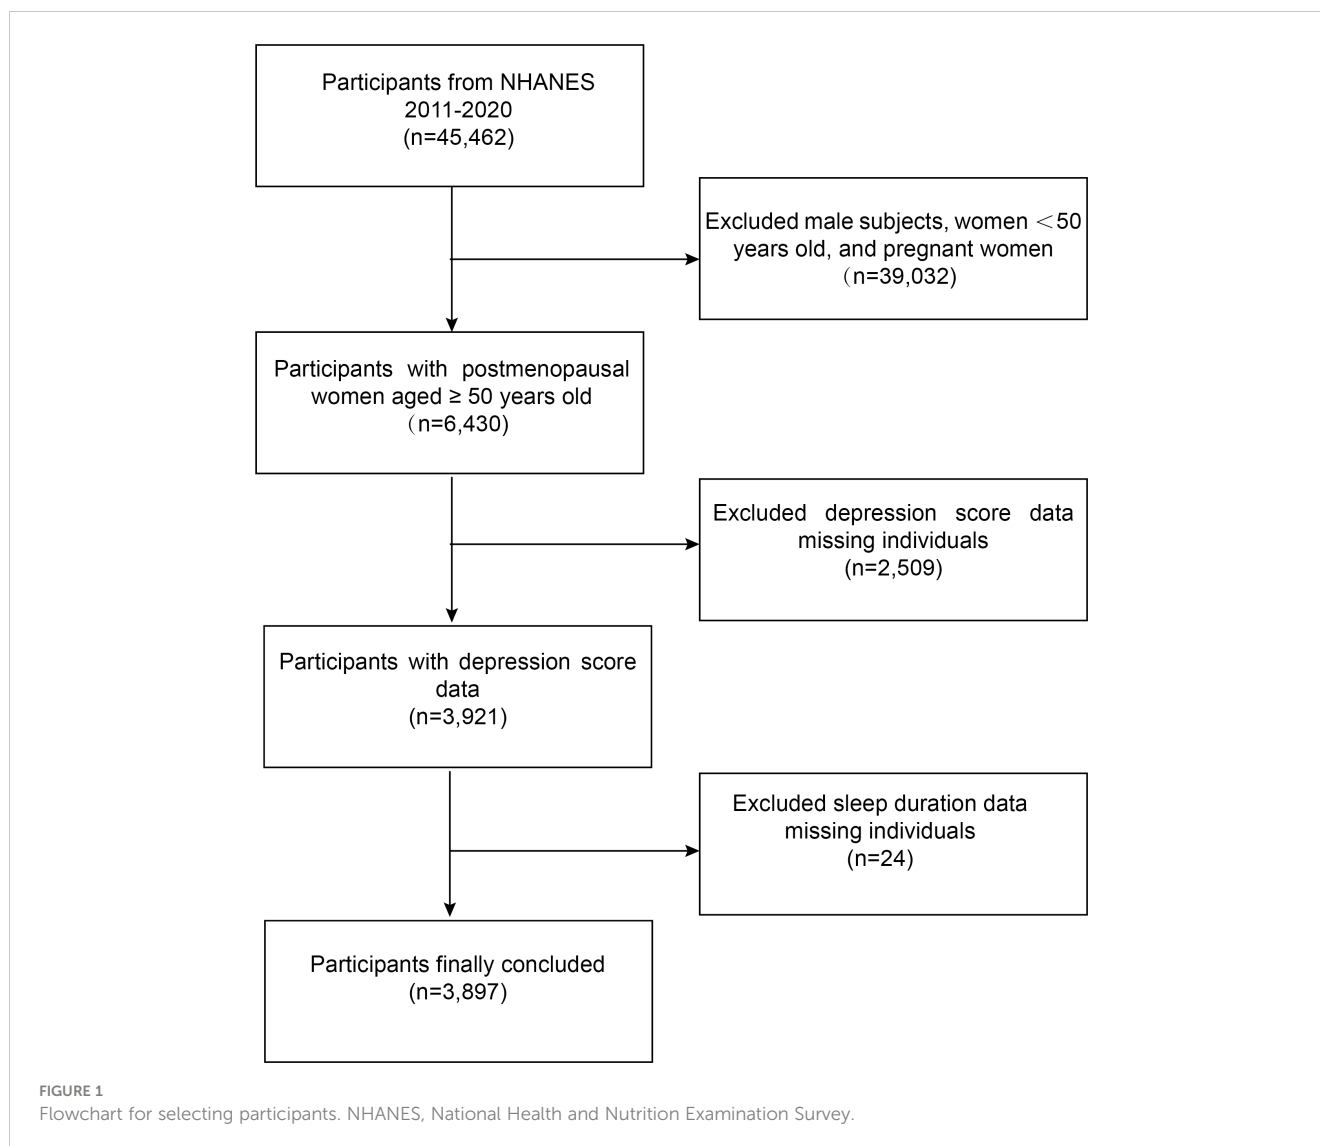 Participants from NHANES
2011-2020
(n=45,462)
Excluded male subjects, women ＜50
years old, and pregnant women
（n=39,032)
Participants with postmenopausal
women aged ≥ 50 years old
（n=6,430)
Excluded depression score data
missing individuals
(n=2,509)
Participants with depression score
data
(n=3,921)
Excluded sleep duration data
missing individuals
(n=24)
Participants finally concluded
(n=3,897)
FIGURE 1
Flowchart for selecting participants. NHANES, National Health and Nutrition Examination Survey.